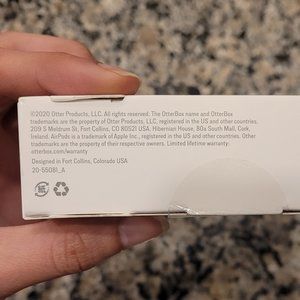 ©2020 Otter Products, LLC. All rights reserved. The OtterBox name and OtterBox
trademarks are the property of Otter Products, LLC, registered in the US and other countries.
209 S Meldrum St, Fort Collins, CO 80521 USA. Hibernian House, 80a South Mall, Cork,
Ireland. AirPods is a trademark of Apple Inc., registered in the US and other countries. Other
trademarks are the property of their respective owners. Limited lifetime warranty:
otterbox.com/warranty
Designed in Fort Collins, Colorado USA
20-55081_A